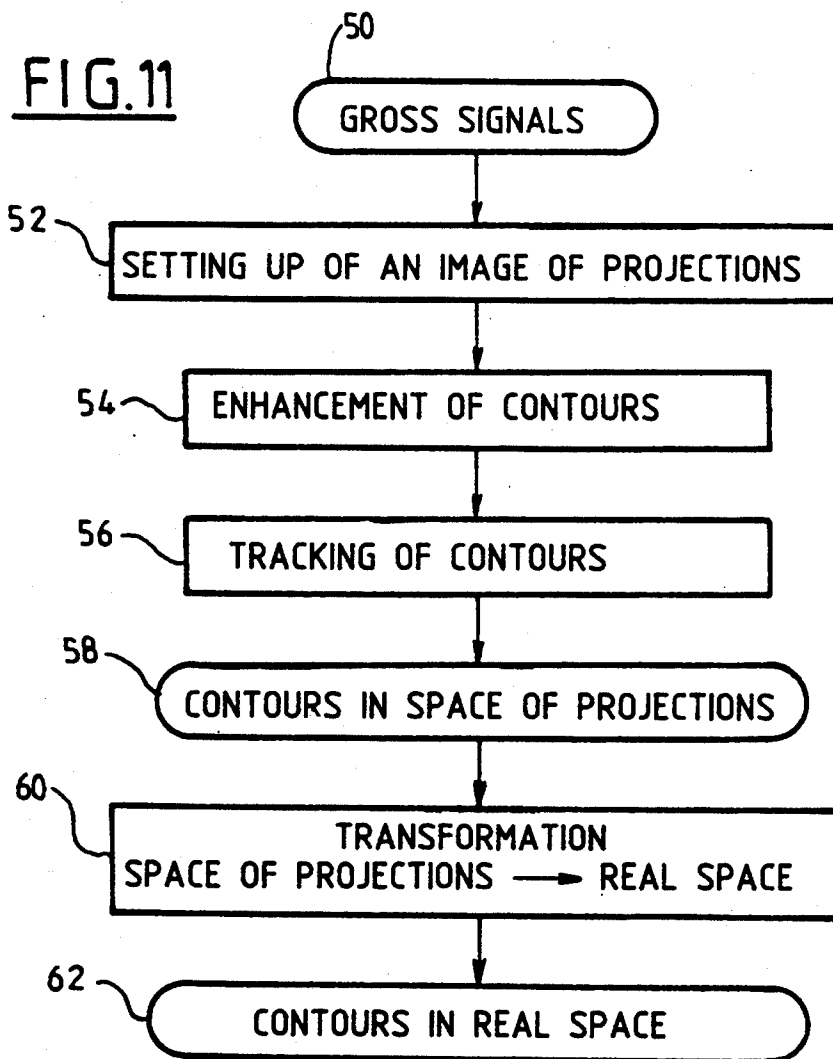 FIG.11
50
GROSS SIGNALS
52
SETTING UP OF AN IMAGE OF PROJECTIONS
54
ENHANCEMENT OF CONTOURS
56
TRACKING OF CONTOURS
58
CONTOURS IN SPACE OF PROJECTIONS
60
TRANSFORMATION
SPACE OF PROJECTIONS → REAL SPACE
62
CONTOURS IN REAL SPACE